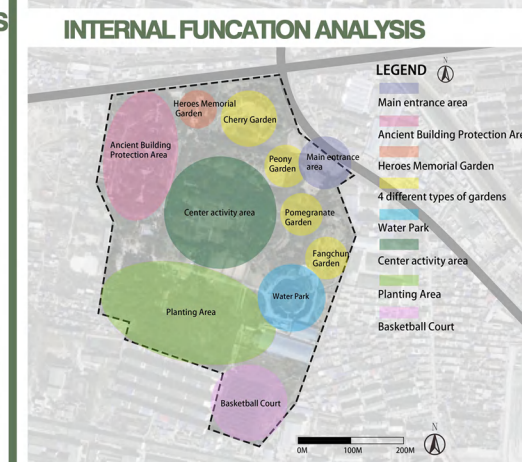 S
INTERNAL FUNCATION ANALYSIS
LEGEND
N
Main entrance area
Ancient Building Protection Are
Heroes Memorial Garden
4 different types of gardens
Water Park
Center activity area
Planting Area
Basketball Court
Heroes Memorial
Garden
Cherry Garden
Ancient Building
Protection Area
Peony
Garden
Main entrance
area
Center activity area
Pomegranate
Garden
Fangchun
Garden
Water Park
Planting Area
Basketball Court
0M 100M 200M
N